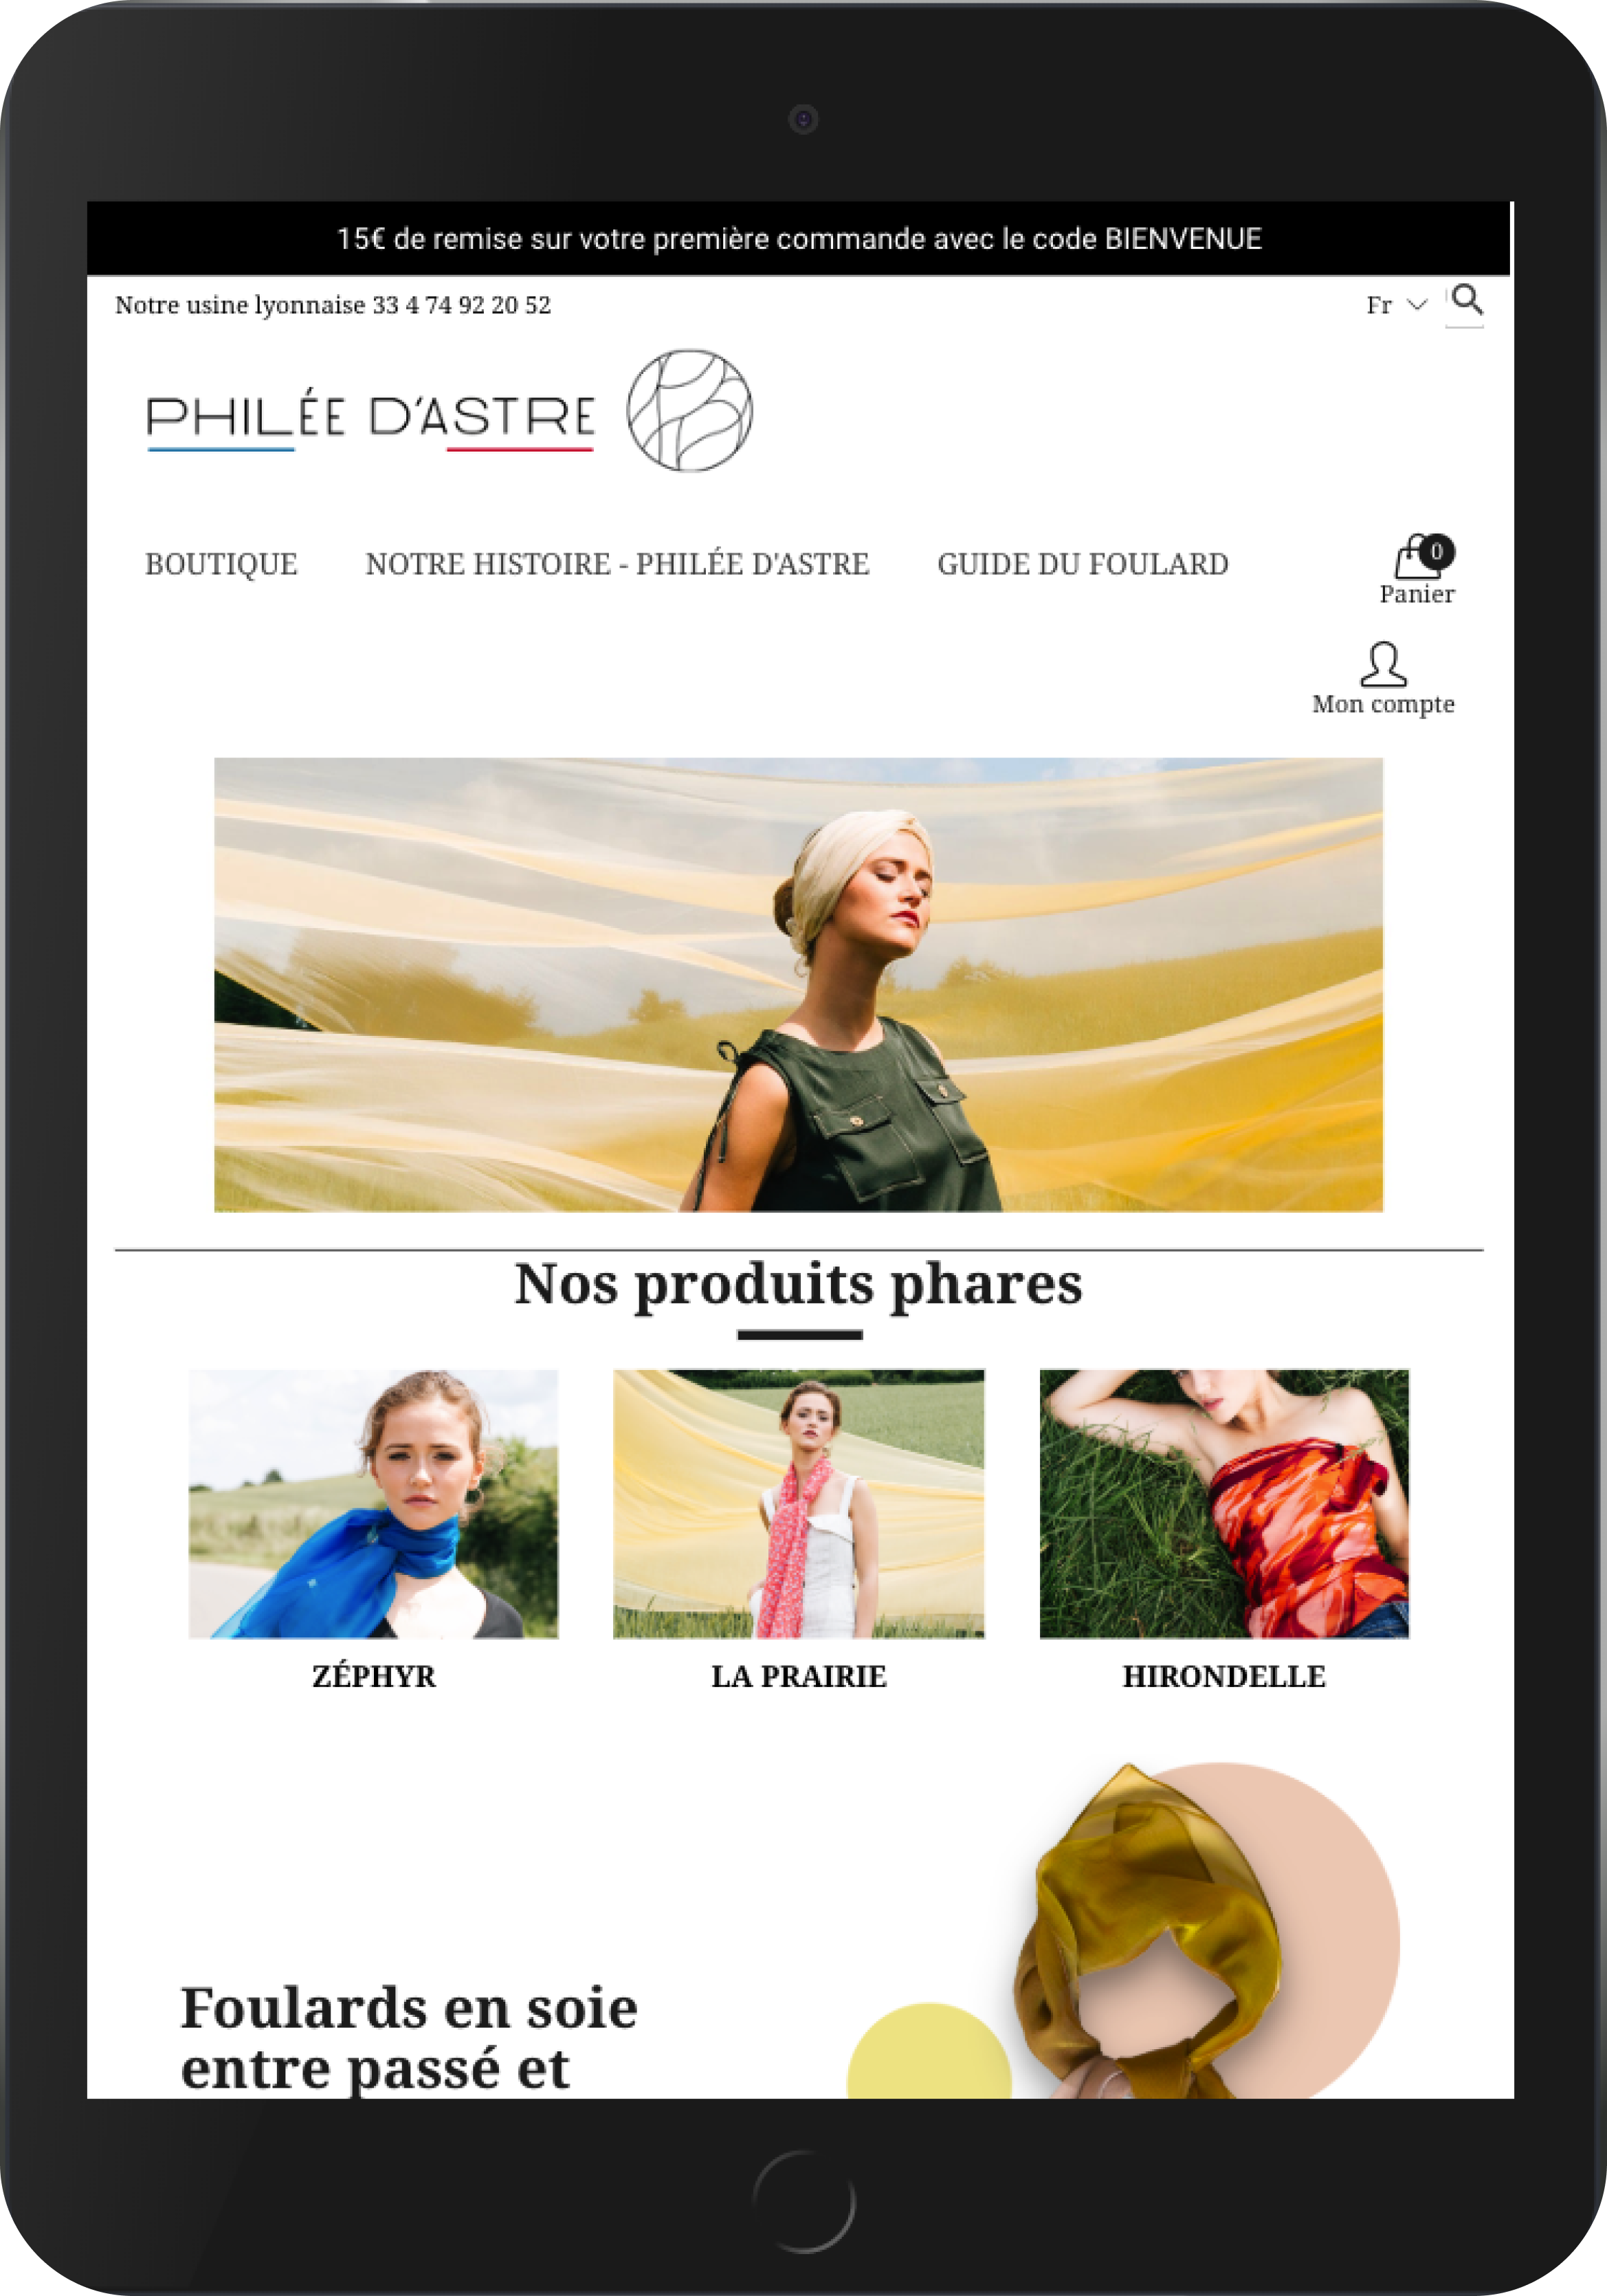 15€ de remise sur votre première commande avec le code BIENVENUE
Notre usine lyonnaise 33 4 74 92 20 52
Fr
PHILÉE D'ASTRE
BOUTIQUE
NOTRE HISTOIRE - PHILÉE D'ASTRE
GUIDE DU FOULARD
0
Panier
Mon compte
Nos produits phares
ZÉPHYR
LA PRAIRIE
HIRONDELLE
Foulards en soie
entre passé et